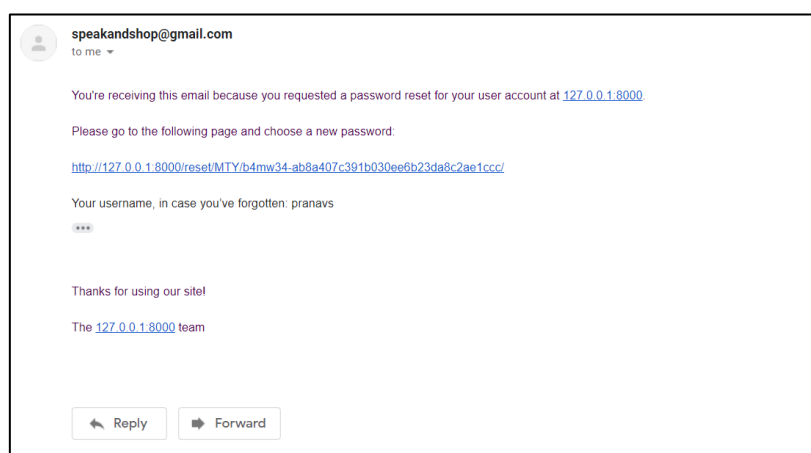 speakandshop@gmail.com
to me
You're receiving this email because you requested a password reset for your user account at 127.0.0.1:8000.
Please go to the following page and choose a new password:
http://127.0.0.1:8000/reset/MTY/b4mw34-ab8a407c391b030ee6b23da8c2ae1ccc/
Your username, in case you've forgotten: pranavs
Thanks for using our site!
The 127.0.0.1:8000 team
Reply Forward